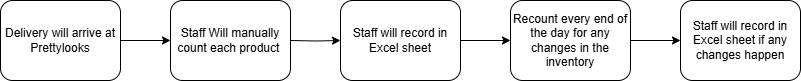 Delivery will arrive at
Prettylooks
Staff Will manually
count each product
Staff will record in
Excel sheet
Recount every end of
the day for any
changes in the
inventory
Staff will record in
Excel sheet if any
changes happen